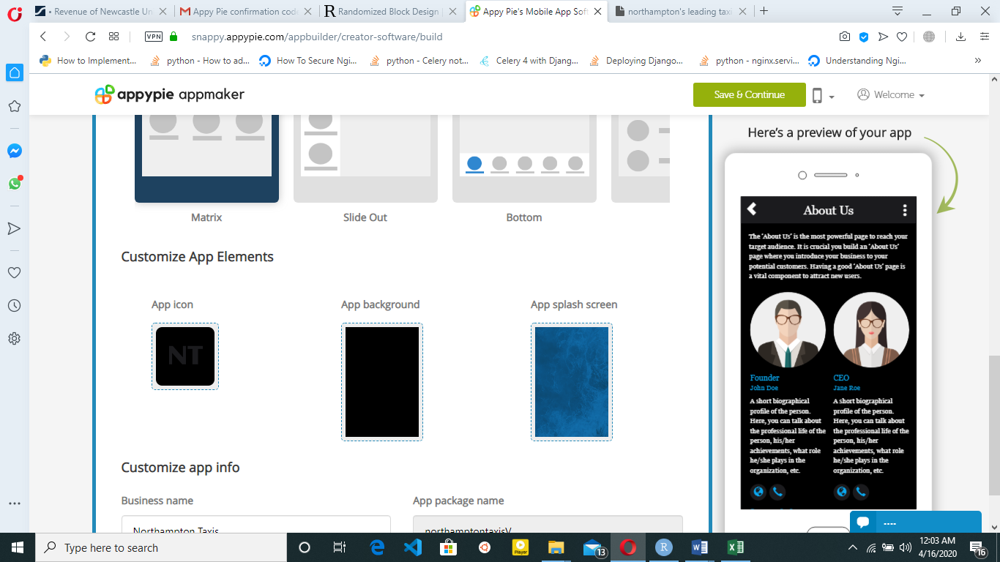 • Revenue of Newcastle Un
Appy Pie confirmation code
Randomized Block Design
Appy Pie's Mobile App Soft
northampton's leading taxi
VPN
snappy.appypie.com/appbuilder/creator-software/build
How to Implement...
python - How to ad...
How To Secure Ngi...
python - Celery not...
Celery 4 with Djang...
Deploying Django...
python - nginx.servi...
Understanding Ngi...
appypie appmaker
Save & Continue
Welcome
Here's a preview of your app
Matrix
Slide Out
Bottom
Customize App Elements
App icon
App background
App splash screen
NT
Customize app info
Business name
App package name
Northampton Taxis
northamptontaxisV
About Us
The 'About Us' is the most powerful page to reach your
target audience. It is crucial you build an 'About Us'
page where you introduce your business to your
potential customers. Having a good 'About Us' page is
a vital component to attract new users.
Founder
John Doe
A short biographical
profile of the person.
Here, you can talk about
the professional life of the
person, his/her
achievements, what role
he/she plays in the
organization, etc.
CEO
Jane Roe
A short biographical
profile of the person.
Here, you can talk about
the professional life of the
person, his/her
achievements, what role
he/she plays in the
organization, etc.
----
Type here to search
Player
13
R
12:03 AM
4/16/2020
16